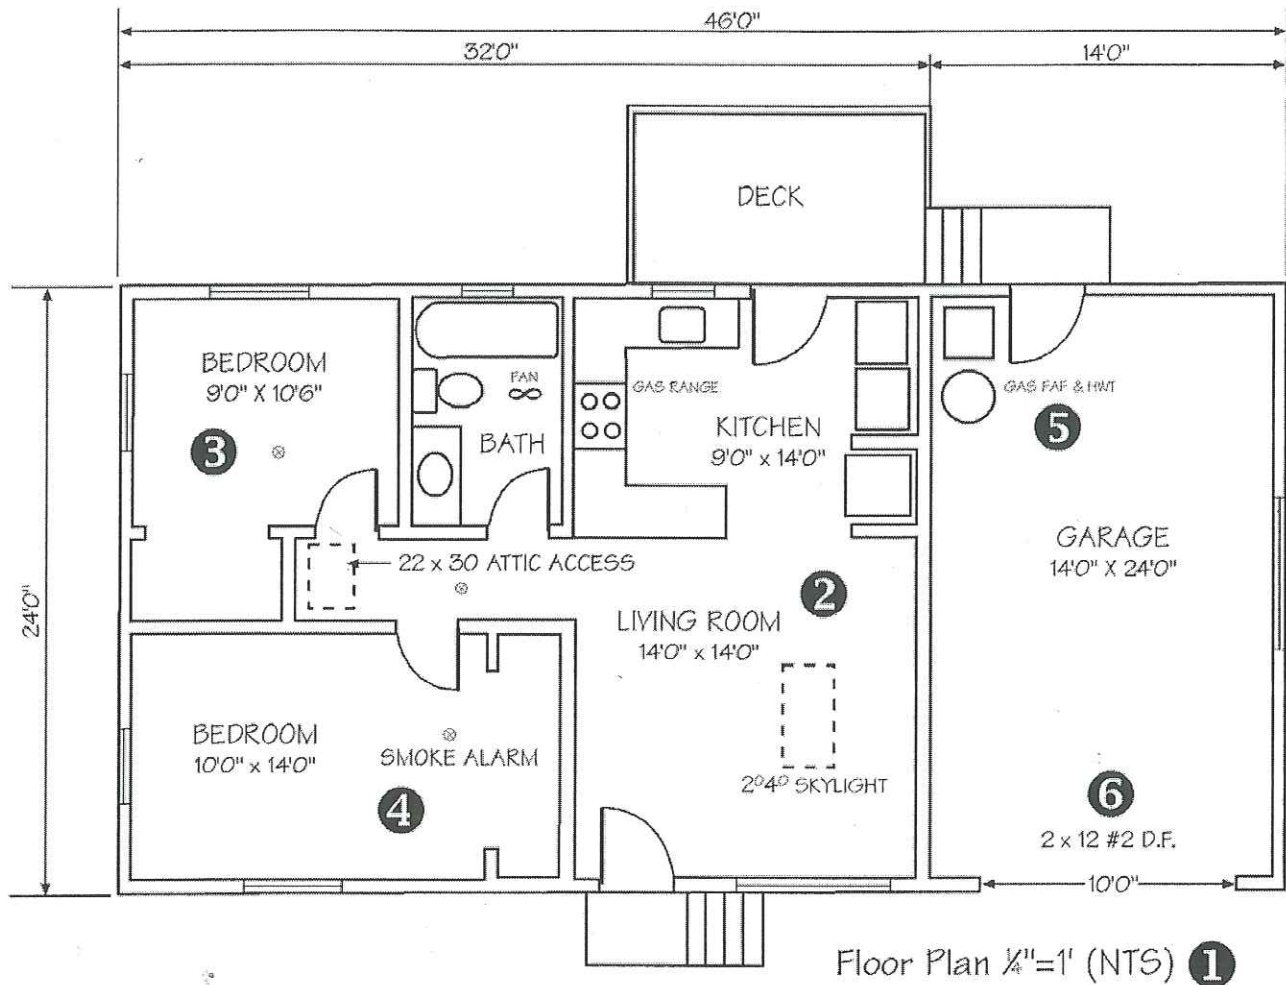 46'0"
32'0"
14'0"
DECK
BEDROOM
9'0" X 10'6"
3
FAN
BATH
GAS RANGE
KITCHEN
9'0" x 14'0"
GAS FAF & HWT
5
GARAGE
14'0" X 24'0"
22 x 30 ATTIC ACCESS
24'0"
2
LIVING ROOM
14'0" x 14'0"
BEDROOM
10'0" x 14'0"
SMOKE ALARM
4
2⁰4⁰ SKYLIGHT
6
2 x 12 #2 D.F.
10'0"
Floor Plan ¼"=1' (NTS) 1